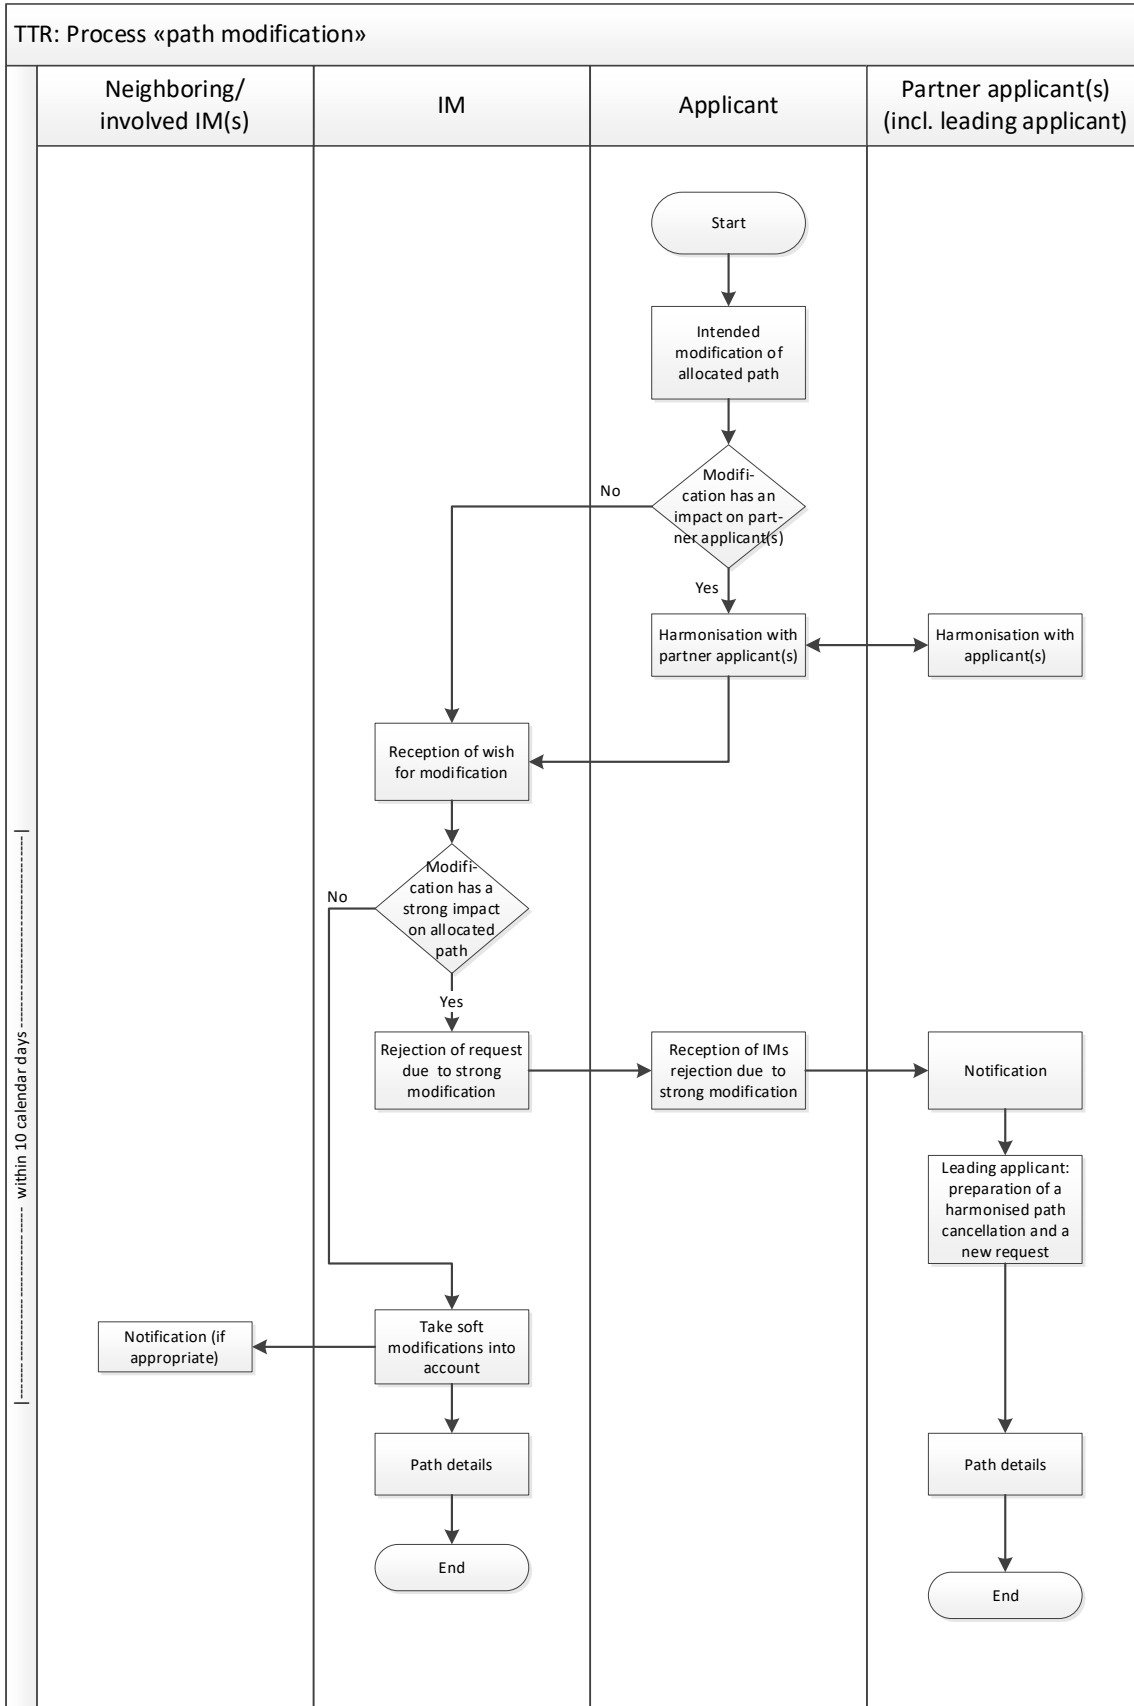 TTR: Process «path modification»
Neighboring/
involved IM(s)
IM
Applicant
Partner applicant(s)
(incl. leading applicant)
Start
Intended
modification of
allocated path
Modifi-
cation has an
impact on part-
ner applicant(s)
No
Yes
Harmonisation with
partner applicant(s)
Harmonisation with
applicant(s)
Reception of wish
for modification
Modifi-
cation has a
strong impact
on allocated
path
No
Yes
within 10 calendar days
Rejection of request
due to strong
modification
Reception of IMs
rejection due to
strong modification
Notification
Leading applicant:
preparation of a
harmonised path
cancellation and a
new request
Take soft
modifications into
account
Notification (if
appropriate)
Path details
Path details
End
End